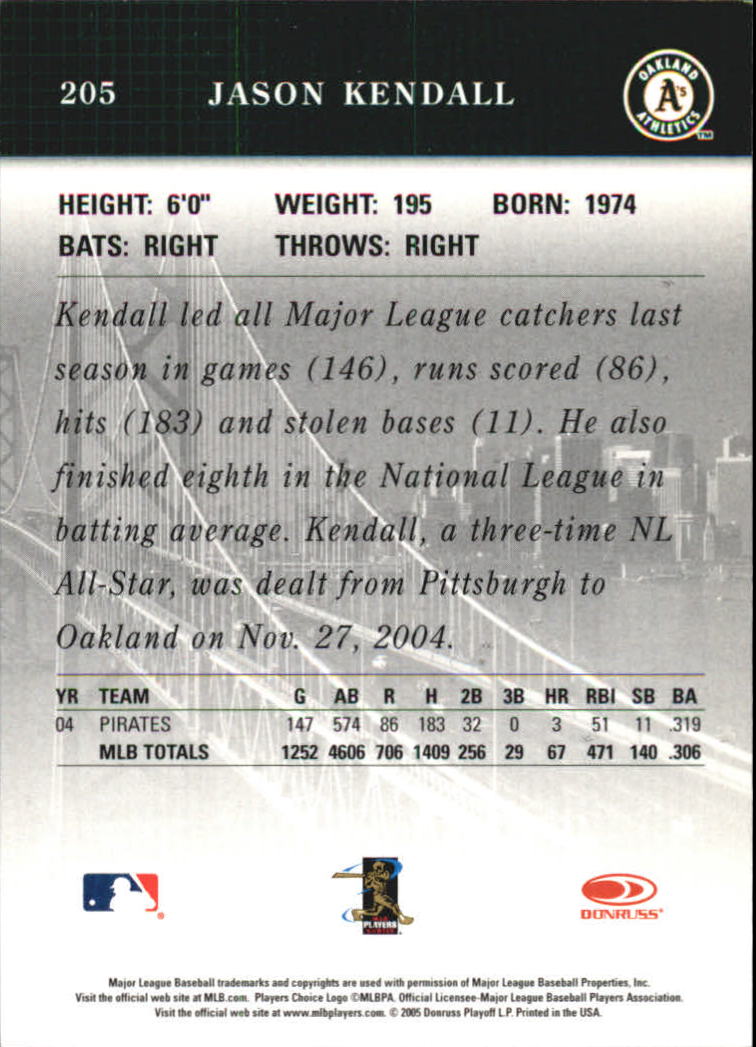 205 JASON KENDALL
OAKLAND A's ATHLETICS TM
HEIGHT: 6'0" WEIGHT: 195 BORN: 1974
BATS: RIGHT THROWS: RIGHT
Kendall led all Major League catchers last
season in games (146), runs scored (86),
hits (183) and stolen bases (11). He also
finished eighth in the National League in
batting average. Kendall, a three-time NL
All-Star, was dealt from Pittsburgh to
Oakland on Nov. 27, 2004.
YR TEAM G AB R H 2B 3B HR RBI SB BA
04 PIRATES 147 574 86 183 32 0 3 51 11 .319
MLB TOTALS 1252 4606 706 1409 256 29 67 471 140 .306
PLAYERS
DONRUSS
Major League Baseball trademarks and copyrights are used with permission of Major League Baseball Properties, Inc.
Visit the official web site at MLB.com. Players Choice Logo ©MLBPA. Official Licensee-Major League Baseball Players Association.
Visit the official web site at www.mlbplayers.com. © 2005 Donruss Playoff L.P. Printed in the USA.